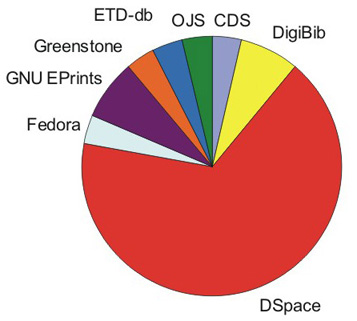 ETD-db
OJS
CDS
DigiBib
Greenstone
GNU EPrints
Fedora
DSpace